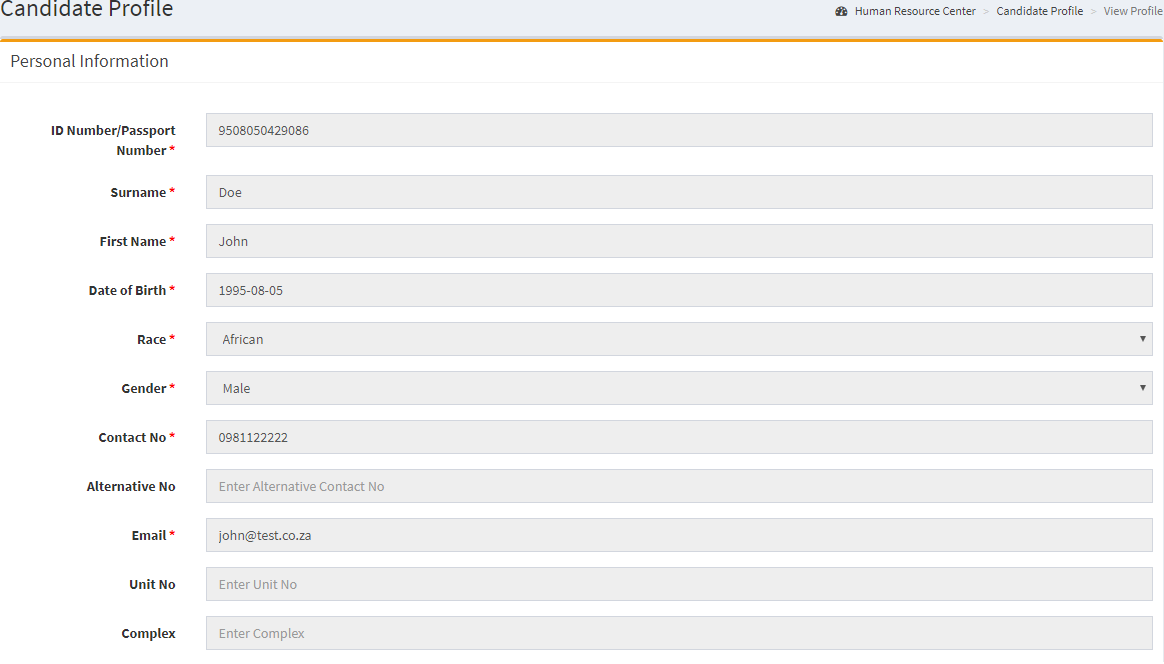 Candidate Profile
Human Resource Center > Candidate Profile > View Profile
Personal Information
ID Number/Passport
Number *
9508050429086
Surname *
Doe
First Name *
John
Date of Birth *
1995-08-05
Race *
African
Gender *
Male
Contact No *
0981122222
Alternative No
Enter Alternative Contact No
Email *
john@test.co.za
Unit No
Enter Unit No
Complex
Enter Complex